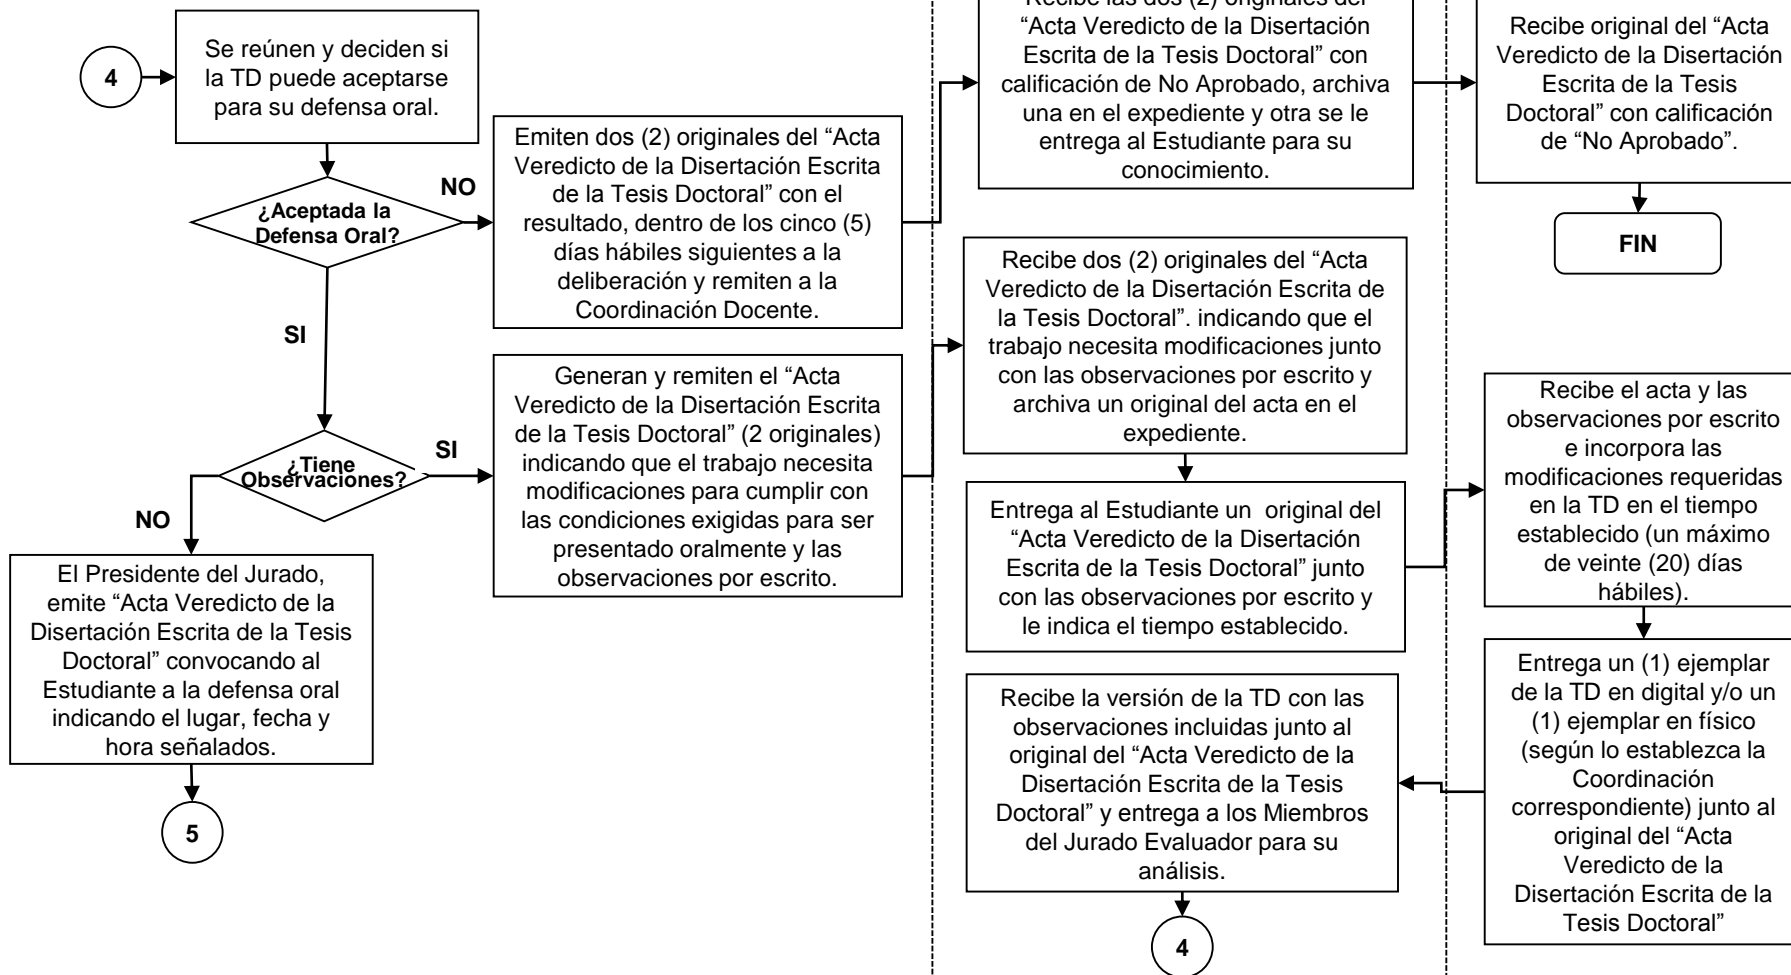 4
Se reúnen y deciden si
la TD puede aceptarse
para su defensa oral.
¿Aceptada la
Defensa Oral?
NO
SI
Emiten dos (2) originales del “Acta
Veredicto de la Disertación Escrita
de la Tesis Doctoral” con el
resultado, dentro de los cinco (5)
días hábiles siguientes a la
deliberación y remiten a la
Coordinación Docente.
Recibe las dos (2) originales del
“Acta Veredicto de la Disertación
Escrita de la Tesis Doctoral” con
calificación de No Aprobado, archiva
una en el expediente y otra se le
entrega al Estudiante para su
conocimiento.
Recibe original del “Acta
Veredicto de la Disertación
Escrita de la Tesis
Doctoral” con calificación
de “No Aprobado”.
FIN
¿Tiene
Observaciones?
SI
NO
Generan y remiten el “Acta
Veredicto de la Disertación Escrita
de la Tesis Doctoral” (2 originales)
indicando que el trabajo necesita
modificaciones para cumplir con
las condiciones exigidas para ser
presentado oralmente y las
observaciones por escrito.
Recibe dos (2) originales del “Acta
Veredicto de la Disertación Escrita de
la Tesis Doctoral”. indicando que el
trabajo necesita modificaciones junto
con las observaciones por escrito y
archiva un original del acta en el
expediente.
Entrega al Estudiante un  original del
“Acta Veredicto de la Disertación
Escrita de la Tesis Doctoral” junto
con las observaciones por escrito y
le indica el tiempo establecido.
Recibe el acta y las
observaciones por escrito
e incorpora las
modificaciones requeridas
en la TD en el tiempo
establecido (un máximo
de veinte (20) días
hábiles).
Entrega un (1) ejemplar
de la TD en digital y/o un
(1) ejemplar en físico
(según lo establezca la
Coordinación
correspondiente) junto al
original del “Acta
Veredicto de la
Disertación Escrita de la
Tesis Doctoral”
Recibe la versión de la TD con las
observaciones incluidas junto al
original del “Acta Veredicto de la
Disertación Escrita de la Tesis
Doctoral” y entrega a los Miembros
del Jurado Evaluador para su
análisis.
4
El Presidente del Jurado,
emite “Acta Veredicto de la
Disertación Escrita de la Tesis
Doctoral” convocando al
Estudiante a la defensa oral
indicando el lugar, fecha y
hora señalados.
5